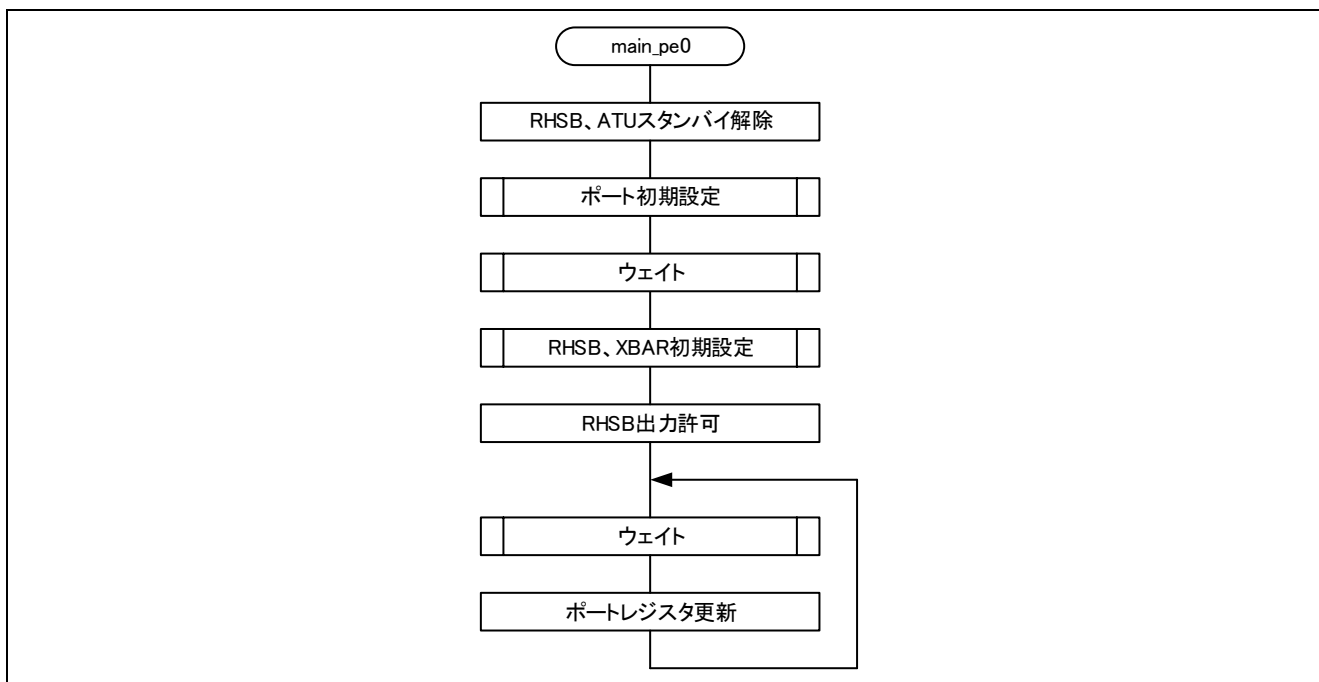 main_pe0
RHSB、ATUスタンバイ解除
ポート初期設定
ウェイト
RHSB、XBAR初期設定
RHSB出力許可
ウェイト
ポートレジスタ更新